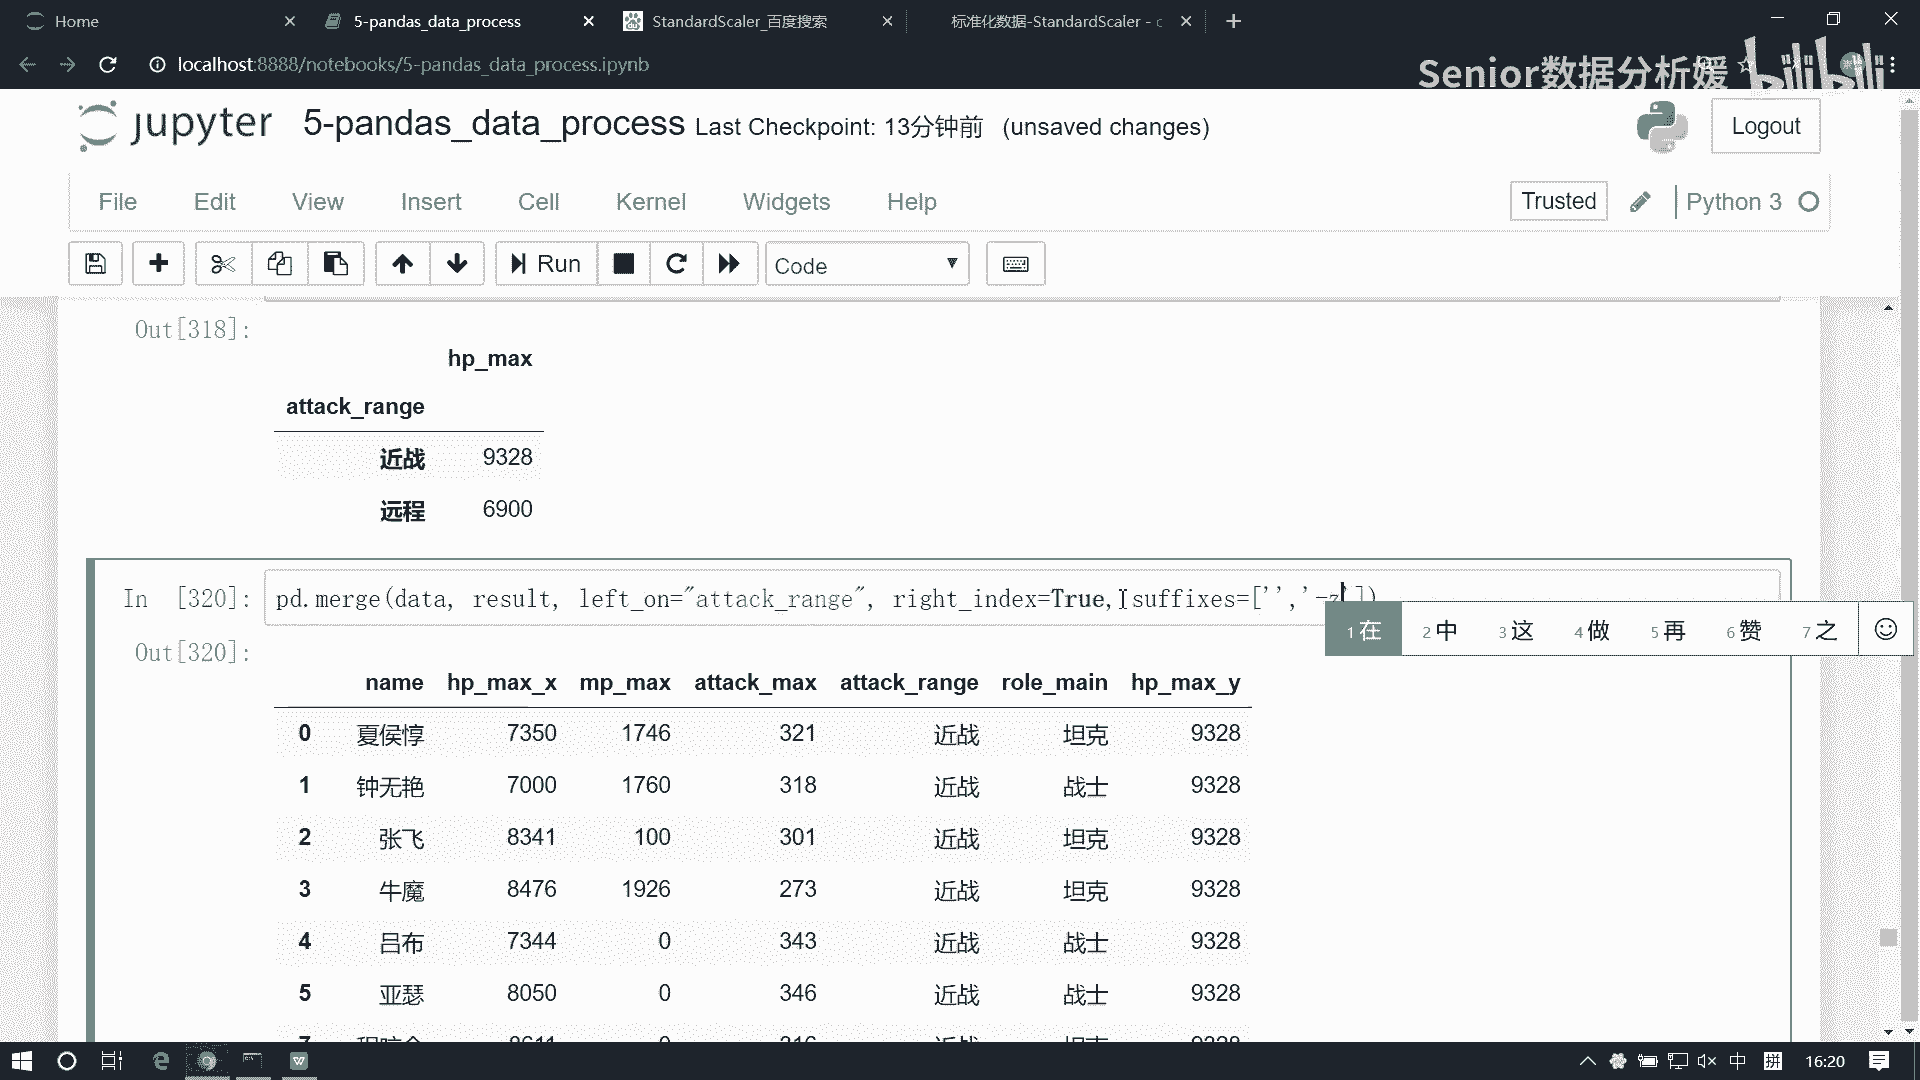 Home
5-pandas_data_process
StandardScaler_百度搜索
标准化数据-StandardScaler - c
localhost:8888/notebooks/5-pandas_data_process.ipynb
Senior数据分析媛
bilibili
jupyter
5-pandas_data_process Last Checkpoint: 13分钟前 (unsaved changes)
Logout
File Edit View Insert Cell Kernel Widgets Help
Trusted
Python 3
Run
Code
Out[318]:
hp_max
attack_range
近战 9328
远程 6900
In [320]: pd.merge(data, result, left_on="attack_range", right_index=True, suffixes=['','-z'])
1 在 2 中 3 这 4 做 5 再 6 赞 7 之
Out[320]:
name hp_max_x mp_max attack_max attack_range role_main hp_max_y
0 夏侯惇 7350 1746 321 近战 坦克 9328
1 钟无艳 7000 1760 318 近战 战士 9328
2 张飞 8341 100 301 近战 坦克 9328
3 牛魔 8476 1926 273 近战 坦克 9328
4 吕布 7344 0 343 近战 战士 9328
5 亚瑟 8050 0 346 近战 战士 9328
中 拼 16:20